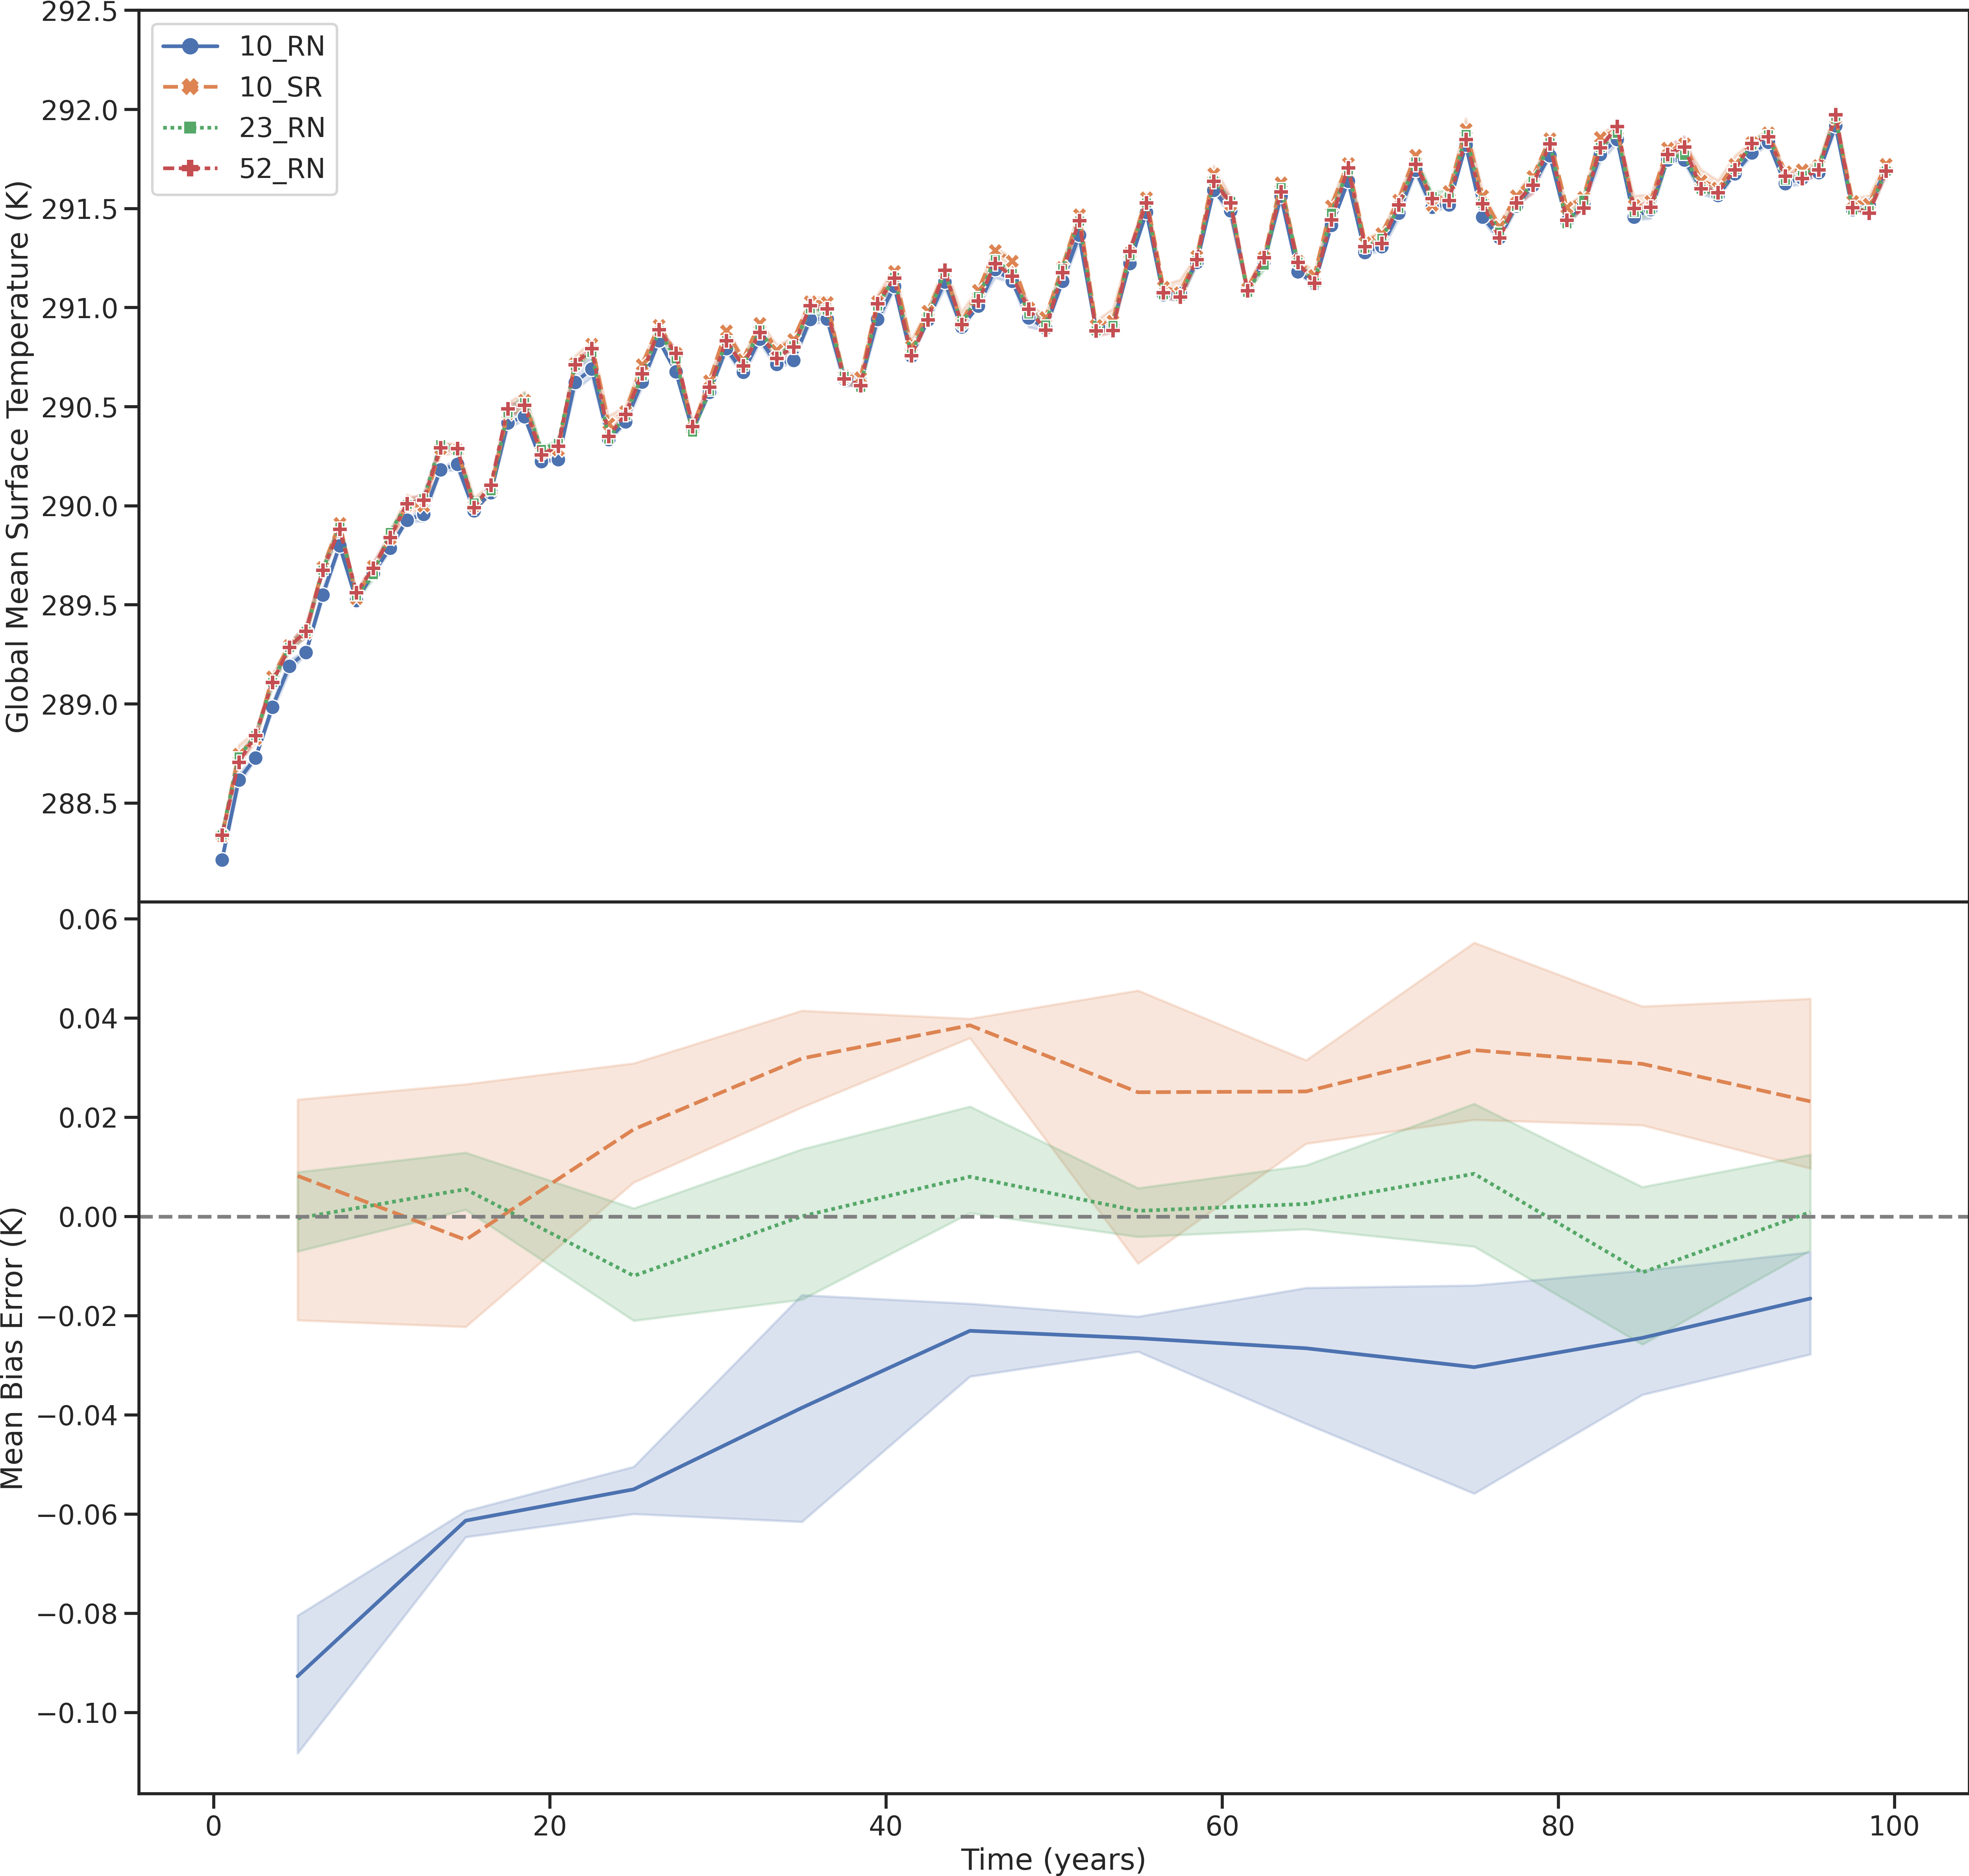 292.5
292.0
291.5
291.0
290.5
290.0
289.5
289.0
288.5
Global Mean Surface Temperature (K)
10_RN
10_SR
23_RN
52_RN
0.06
0.04
0.02
0.00
−0.02
−0.04
−0.06
−0.08
−0.10
Mean Bias Error (K)
0 20 40 60 80 100
Time (years)